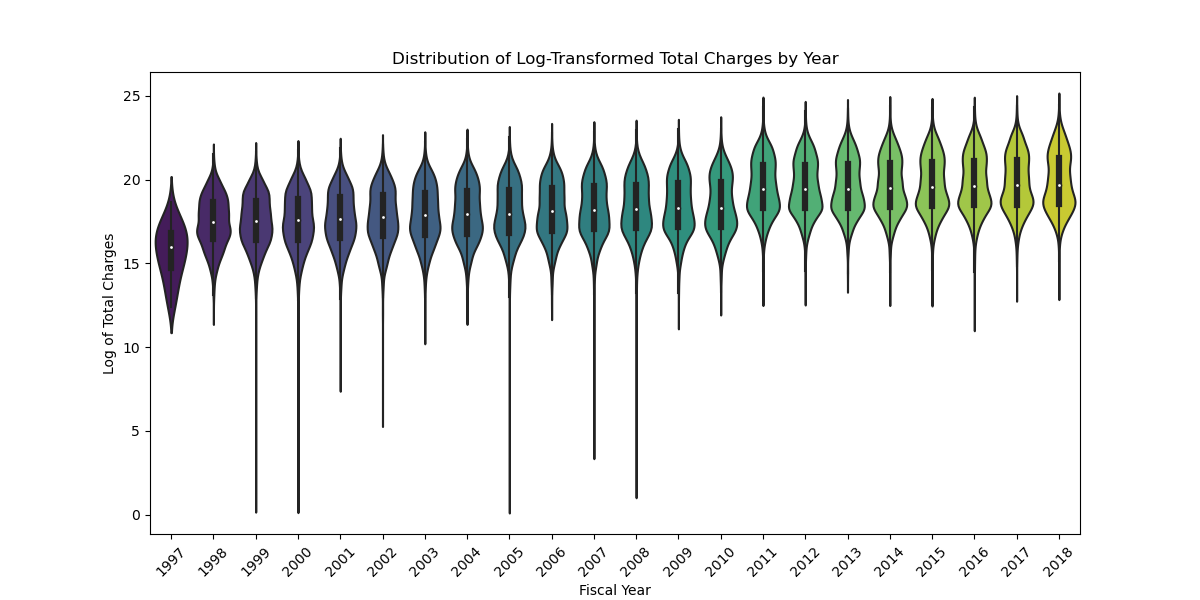 Distribution of Log-Transformed Total Charges by Year
Log of Total Charges
25
20
15
10
5
0
1997 1998 1999 2000 2001 2002 2003 2004 2005 2006 2007 2008 2009 2010 2011 2012 2013 2014 2015 2016 2017 2018
Fiscal Year